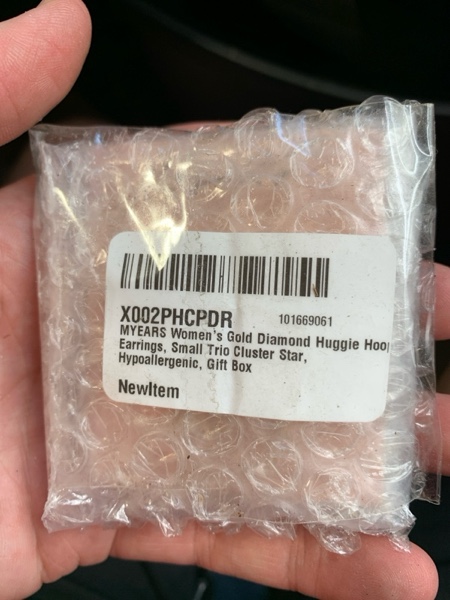 X002PHCPDR 101669061
MYEARS Women's Gold Diamond Huggie Hoop
Earrings, Small Trio Cluster Star,
Hypoallergenic, Gift Box
NewItem